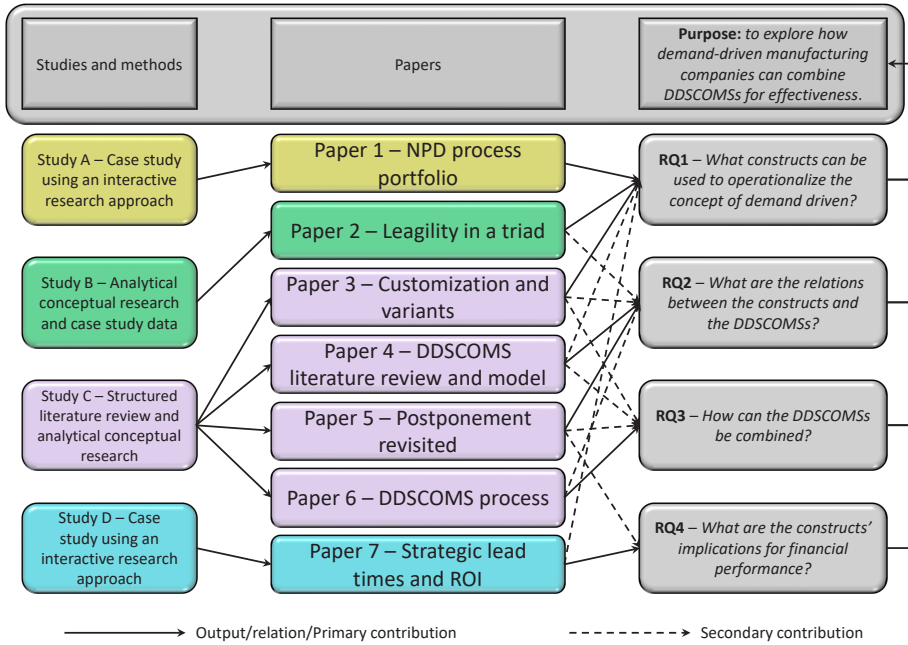 Studies and methods
Papers
Purpose: to explore how
demand-driven manufacturing
companies can combine
DDSCOMSs for effectiveness.
Study A – Case study
using an interactive
research approach
Paper 1 – NPD process
portfolio
RQ1 – What constructs can be
used to operationalize the
concept of demand driven?
Paper 2 – Leagility in a triad
Study B – Analytical
conceptual research
and case study data
Paper 3 – Customization and
variants
RQ2 – What are the relations
between the constructs and
the DDSCOMSs?
Paper 4 – DDSCOMS
literature review and model
Study C – Structured
literature review and
analytical conceptual
research
Paper 5 – Postponement
revisited
RQ3 – How can the DDSCOMSs
be combined?
Paper 6 – DDSCOMS process
Study D – Case
study using an
interactive research
approach
Paper 7 – Strategic lead
times and ROI
RQ4 – What are the constructs’
implications for financial
performance?
Output/relation/Primary contribution
Secondary contribution